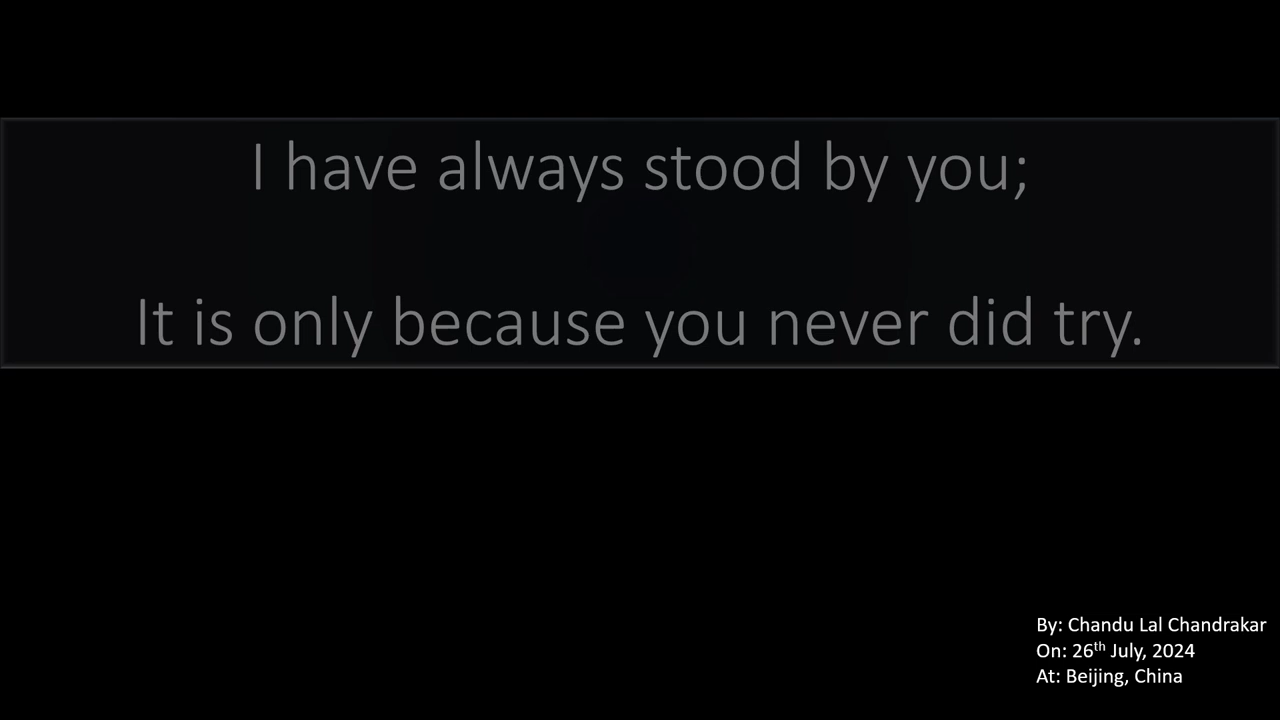 I have always stood by you;
It is only because you never did try.
By: Chandu Lal Chandrakar
On: 26th July, 2024
At: Beijing, China